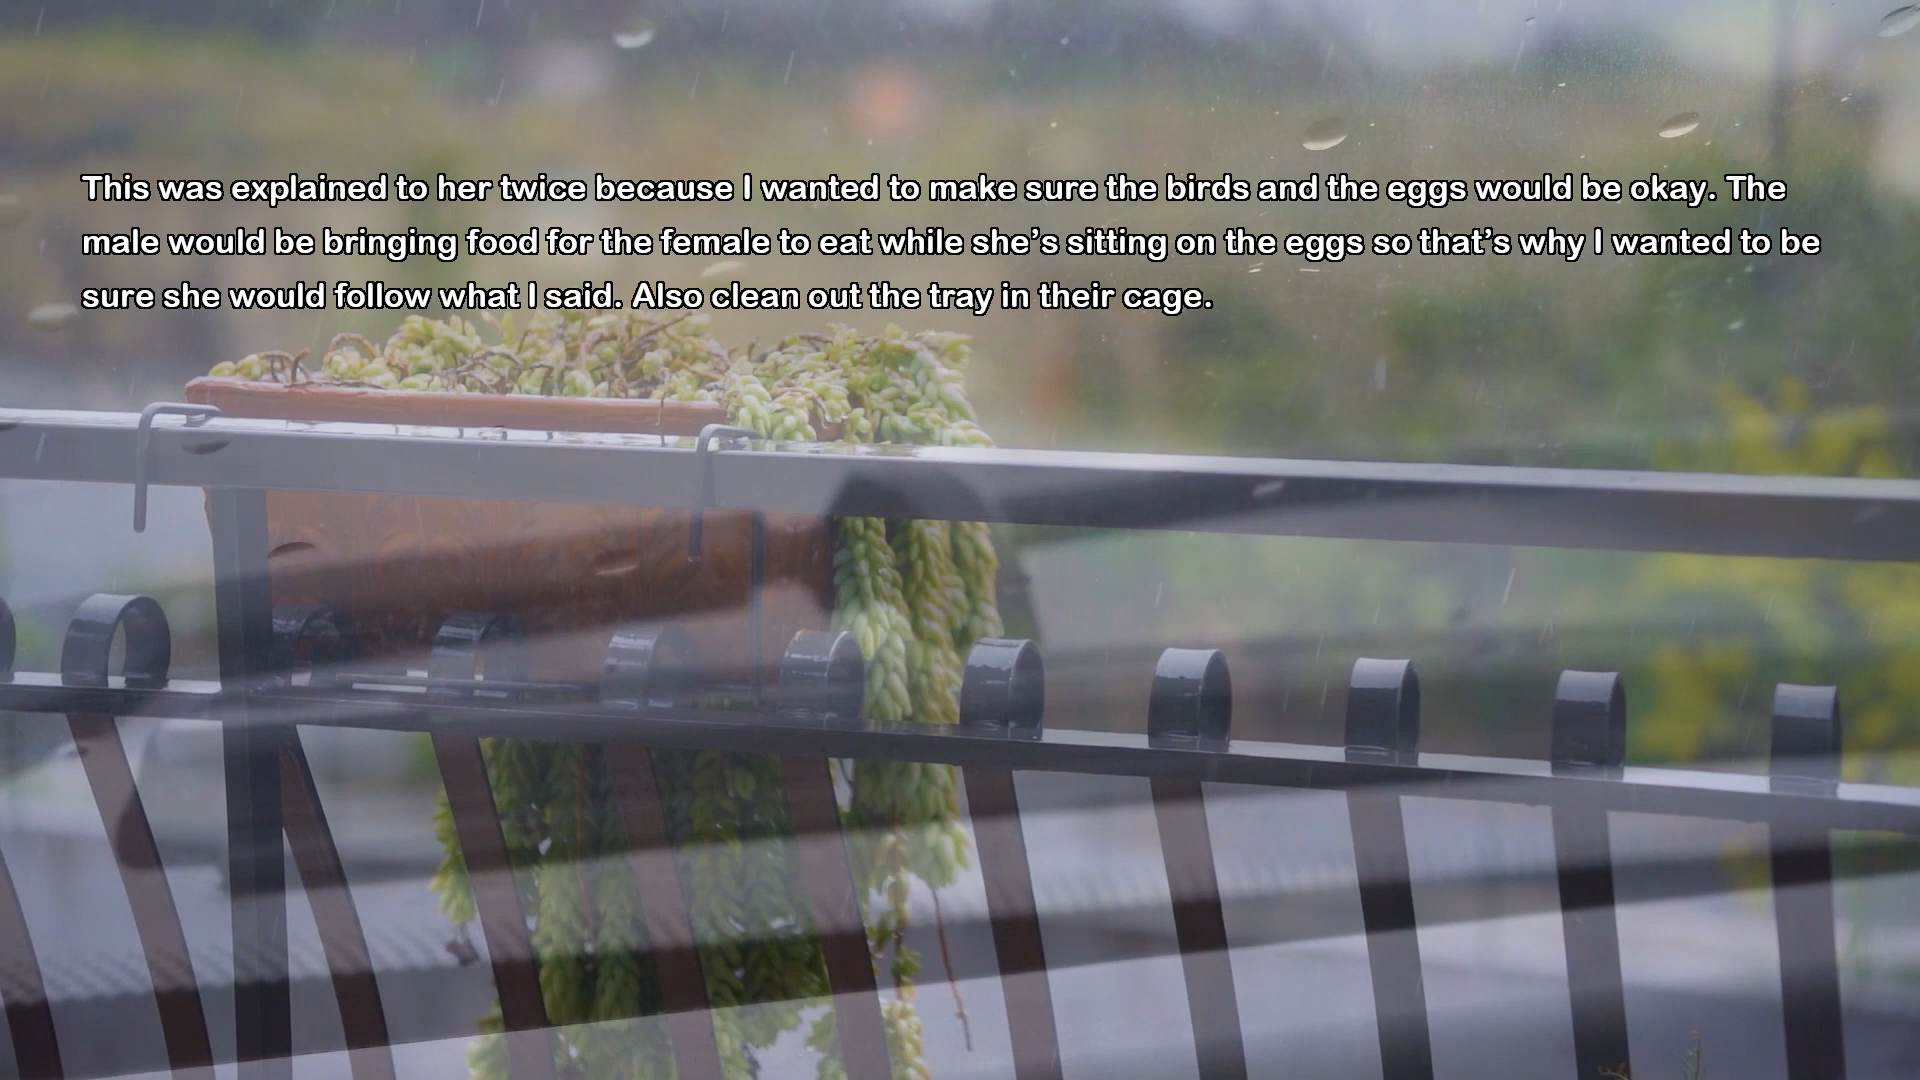 This was explained to her twice because I wanted to make sure the birds and the eggs would be okay. The
male would be bringing food for the female to eat while she’s sitting on the eggs so that’s why I wanted to be
sure she would follow what I said. Also clean out the tray in their cage.